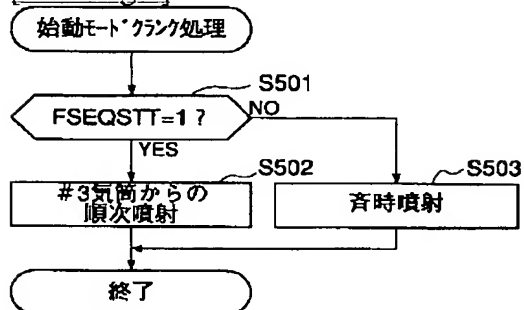 始動モードクランク処理
S501
FSEQSTT=1?
NO
YES
S502
#3気筒からの
順次噴射
S503
斉時噴射
終了